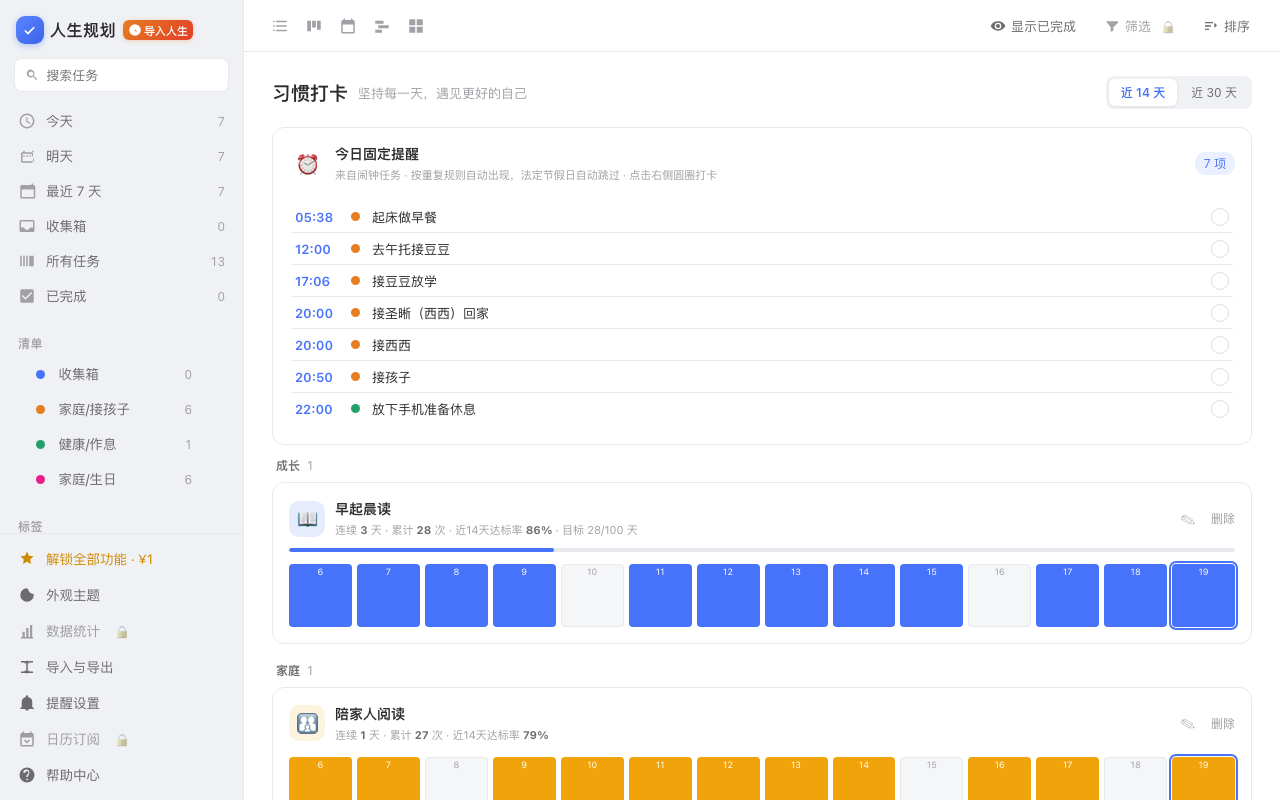 人生规划 导入人生
搜索任务
今天 7
明天 7
最近 7 天 7
收集箱 0
所有任务 13
已完成 0
清单
收集箱 0
家庭/接孩子 6
健康/作息 1
家庭/生日 6
标签
解锁全部功能 · ¥1
外观主题
数据统计
导入与导出
提醒设置
日历订阅
帮助中心
显示已完成 筛选 排序
习惯打卡 坚持每一天，遇见更好的自己 近 14 天 近 30 天
今日固定提醒
来自闹钟任务 · 按重复规则自动出现，法定节假日自动跳过 · 点击右侧圆圈打卡
7 项
05:38 起床做早餐
12:00 去午托接豆豆
17:06 接豆豆放学
20:00 接圣晰（西西）回家
20:00 接西西
20:50 接孩子
22:00 放下手机准备休息
成长 1
早起晨读
连续 3 天 · 累计 28 次 · 近14天达标率 86% · 目标 28/100 天
删除
6 7 8 9 10 11 12 13 14 15 16 17 18 19
家庭 1
陪家人阅读
连续 1 天 · 累计 27 次 · 近14天达标率 79%
删除
6 7 8 9 10 11 12 13 14 15 16 17 18 19